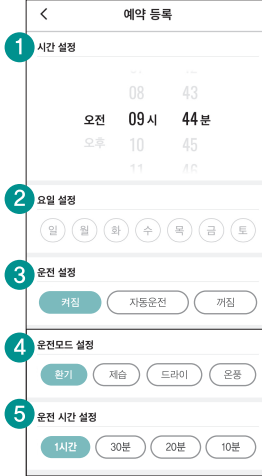 예약 등록
1 시간 설정
08 43
오전 09 시 44 분
오후 10 45
11 46
2 요일 설정
일 월 화 수 목 금 토
3 운전 설정
켜짐 자동운전 꺼짐
4 운전모드 설정
환기 제습 드라이 온풍
5 운전 시간 설정
1시간 30분 20분 10분